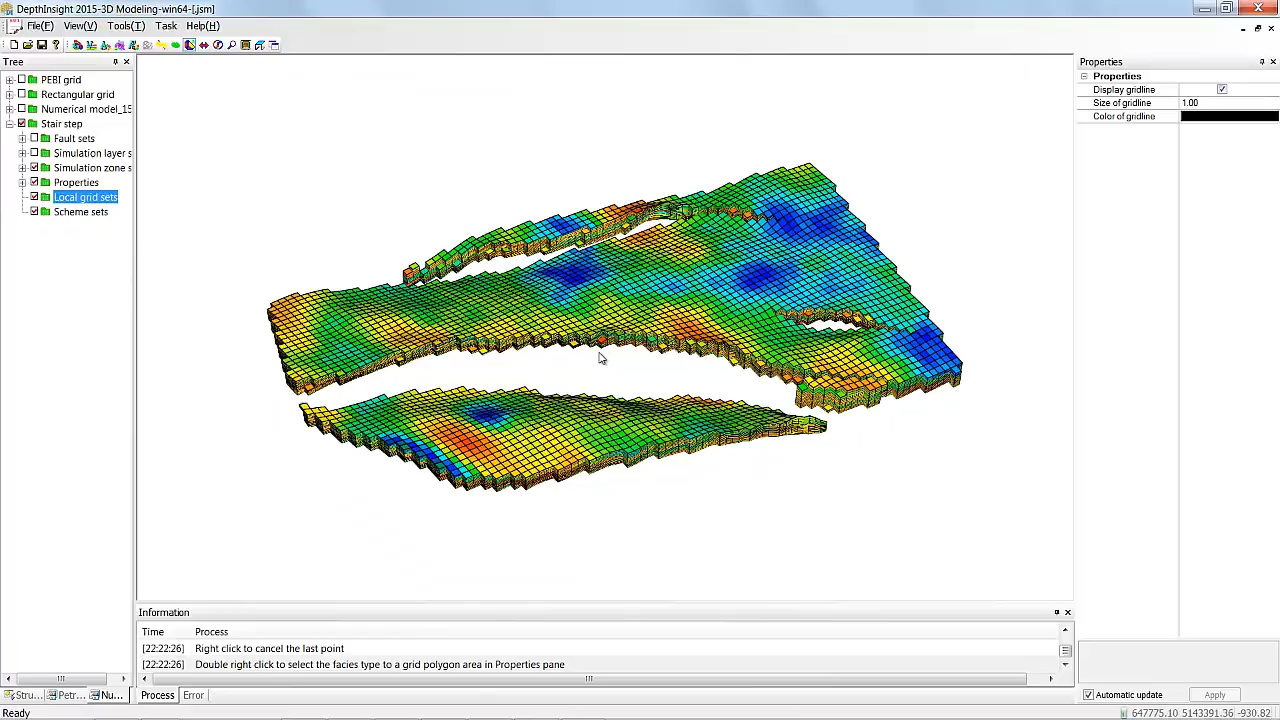 DepthInsight 2015-3D Modeling-win64-[.jsm]
File(F) View(V) Tools(T) Task Help(H)
Tree
PEBI grid
Rectangular grid
Numerical model_15
Stair step
Fault sets
Simulation layer s
Simulation zone s
Properties
Local grid sets
Scheme sets
Stru... Petr... Nu...
Properties
Properties
Display gridline
Size of gridline 1.00
Color of gridline
Information
Time Process
[22:22:26] Right click to cancel the last point
[22:22:26] Double right click to select the facies type to a grid polygon area in Properties pane
Process Error
Automatic update Apply
Ready
647775.10 5143391.36 -930.82